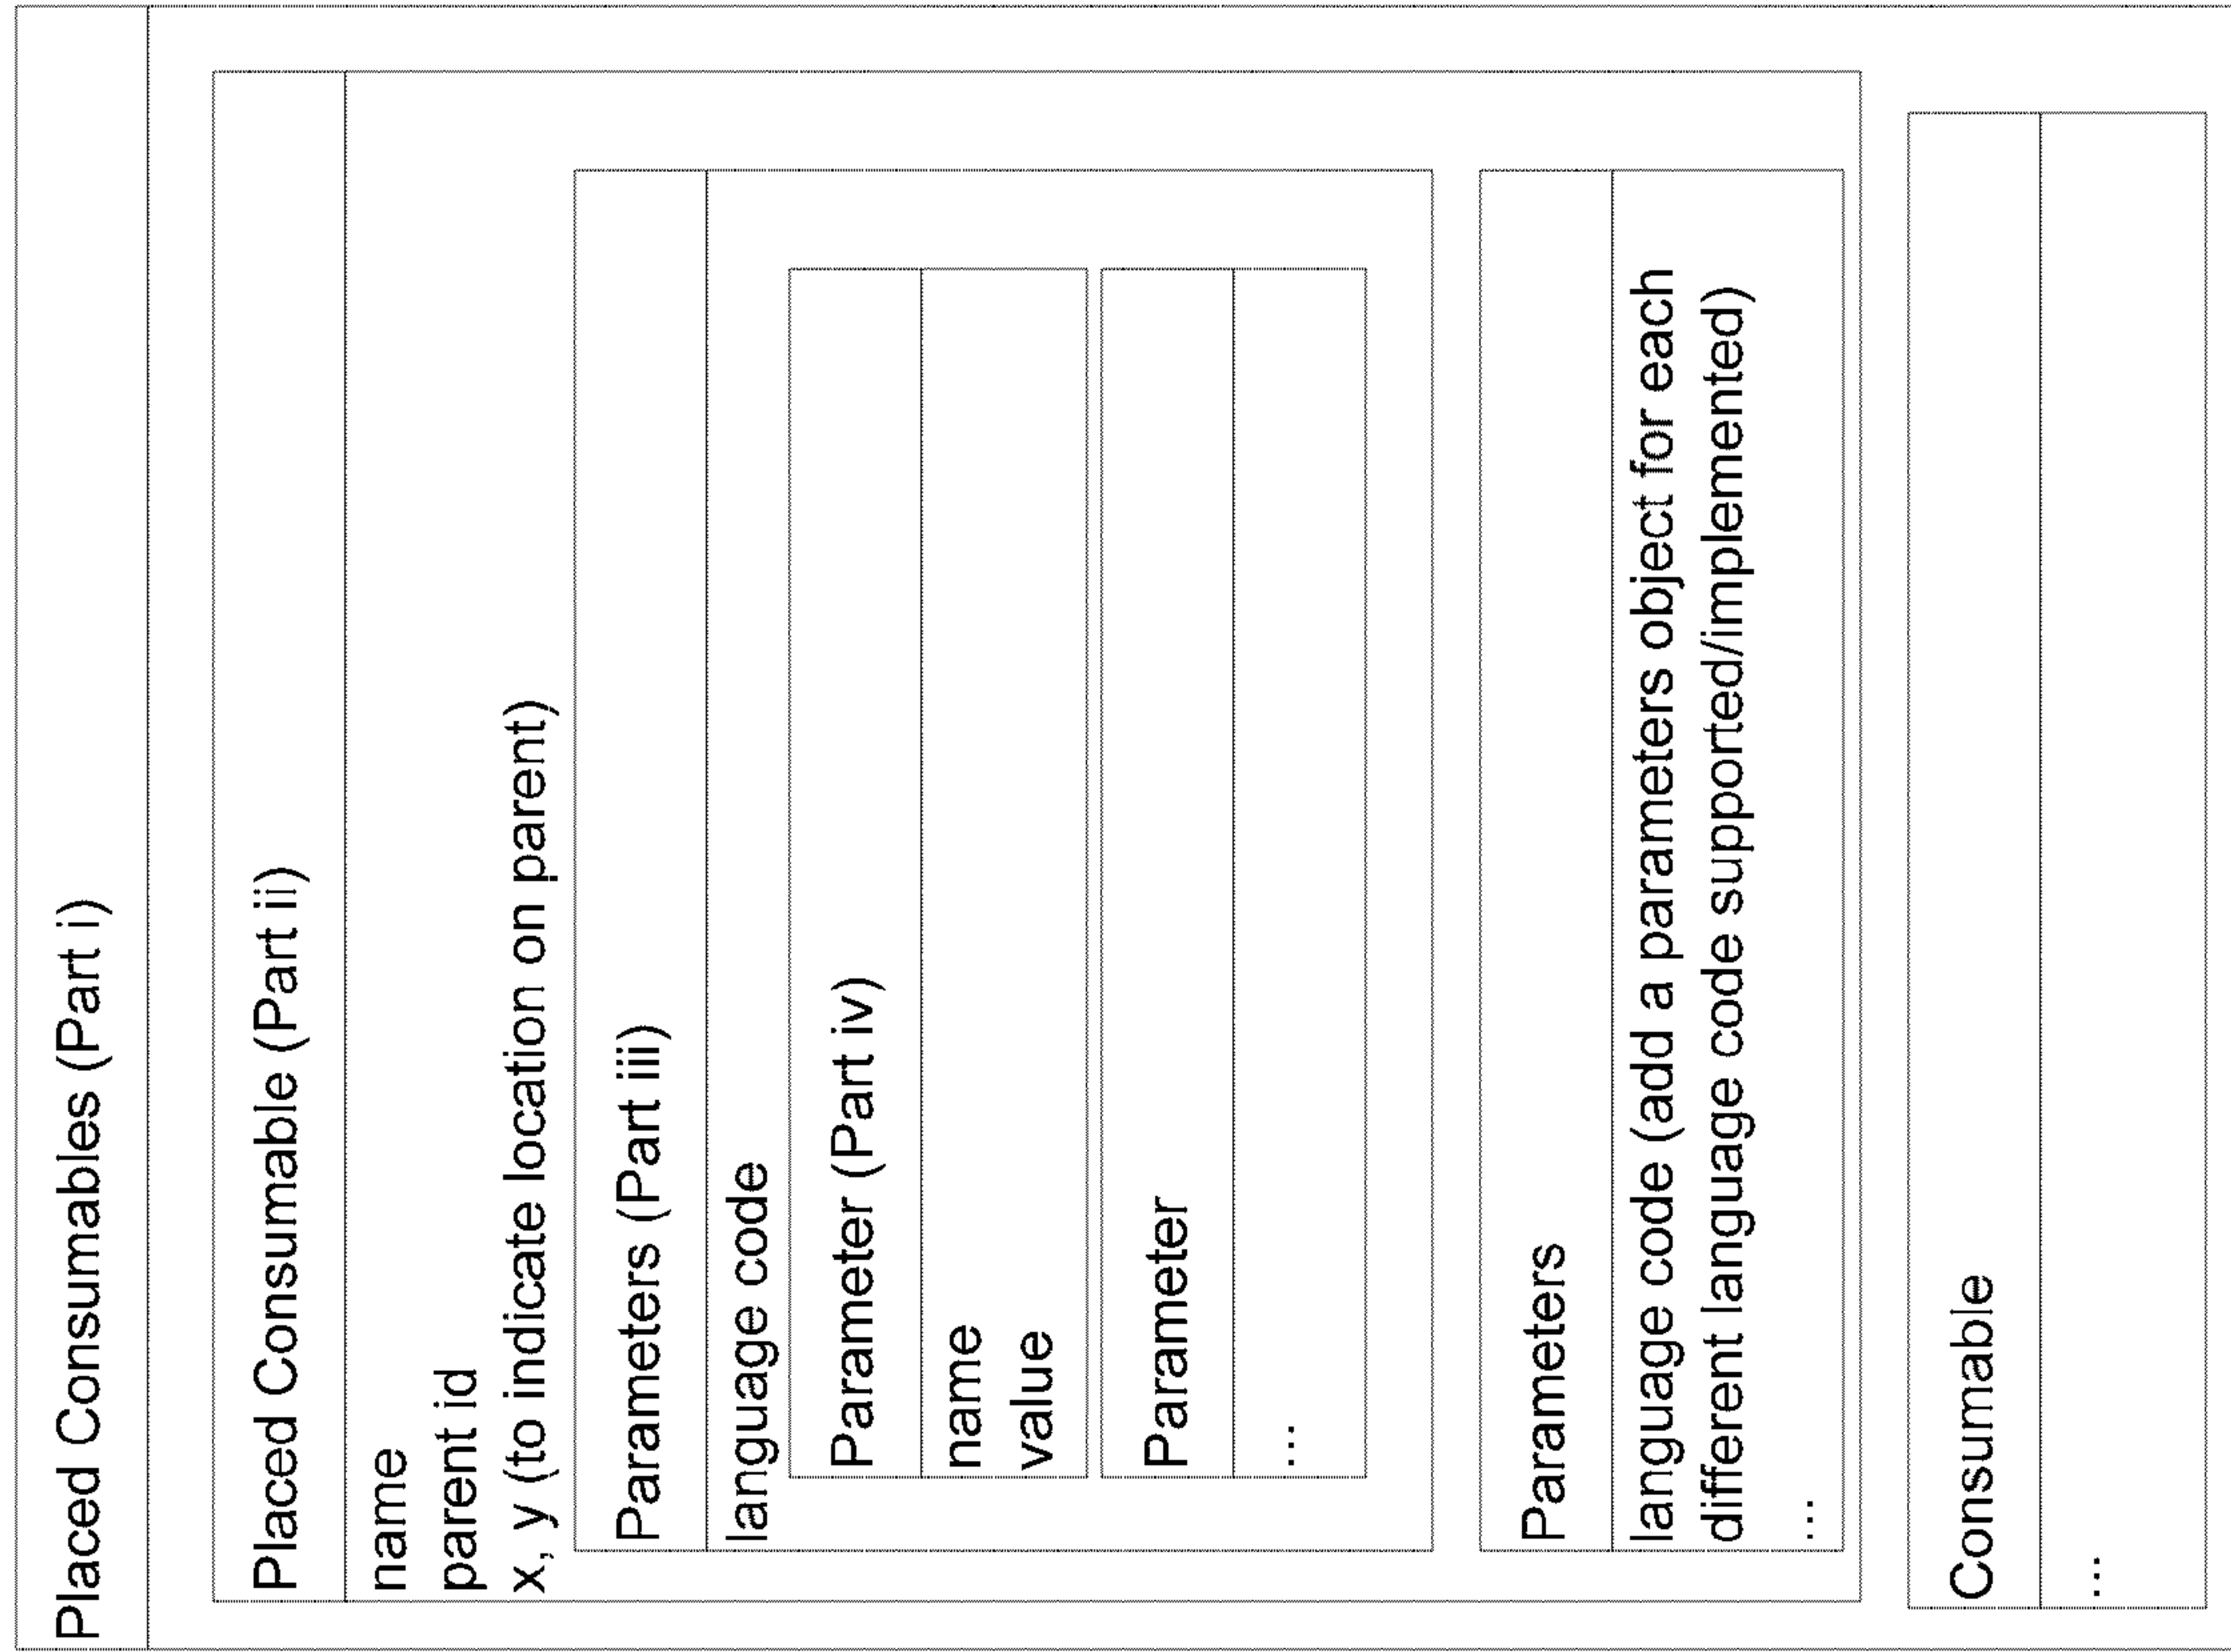 Placed Consumables (Part i)
Placed Consumable (Part ii)
name
parent id
x, y (to indicate location on parent)
Parameters (Part iii)
language code
Parameter (Part iv)
name
value
Parameter
...
Parameters
language code (add a parameters object for each
different language code supported/implemented)
...
Consumable
...